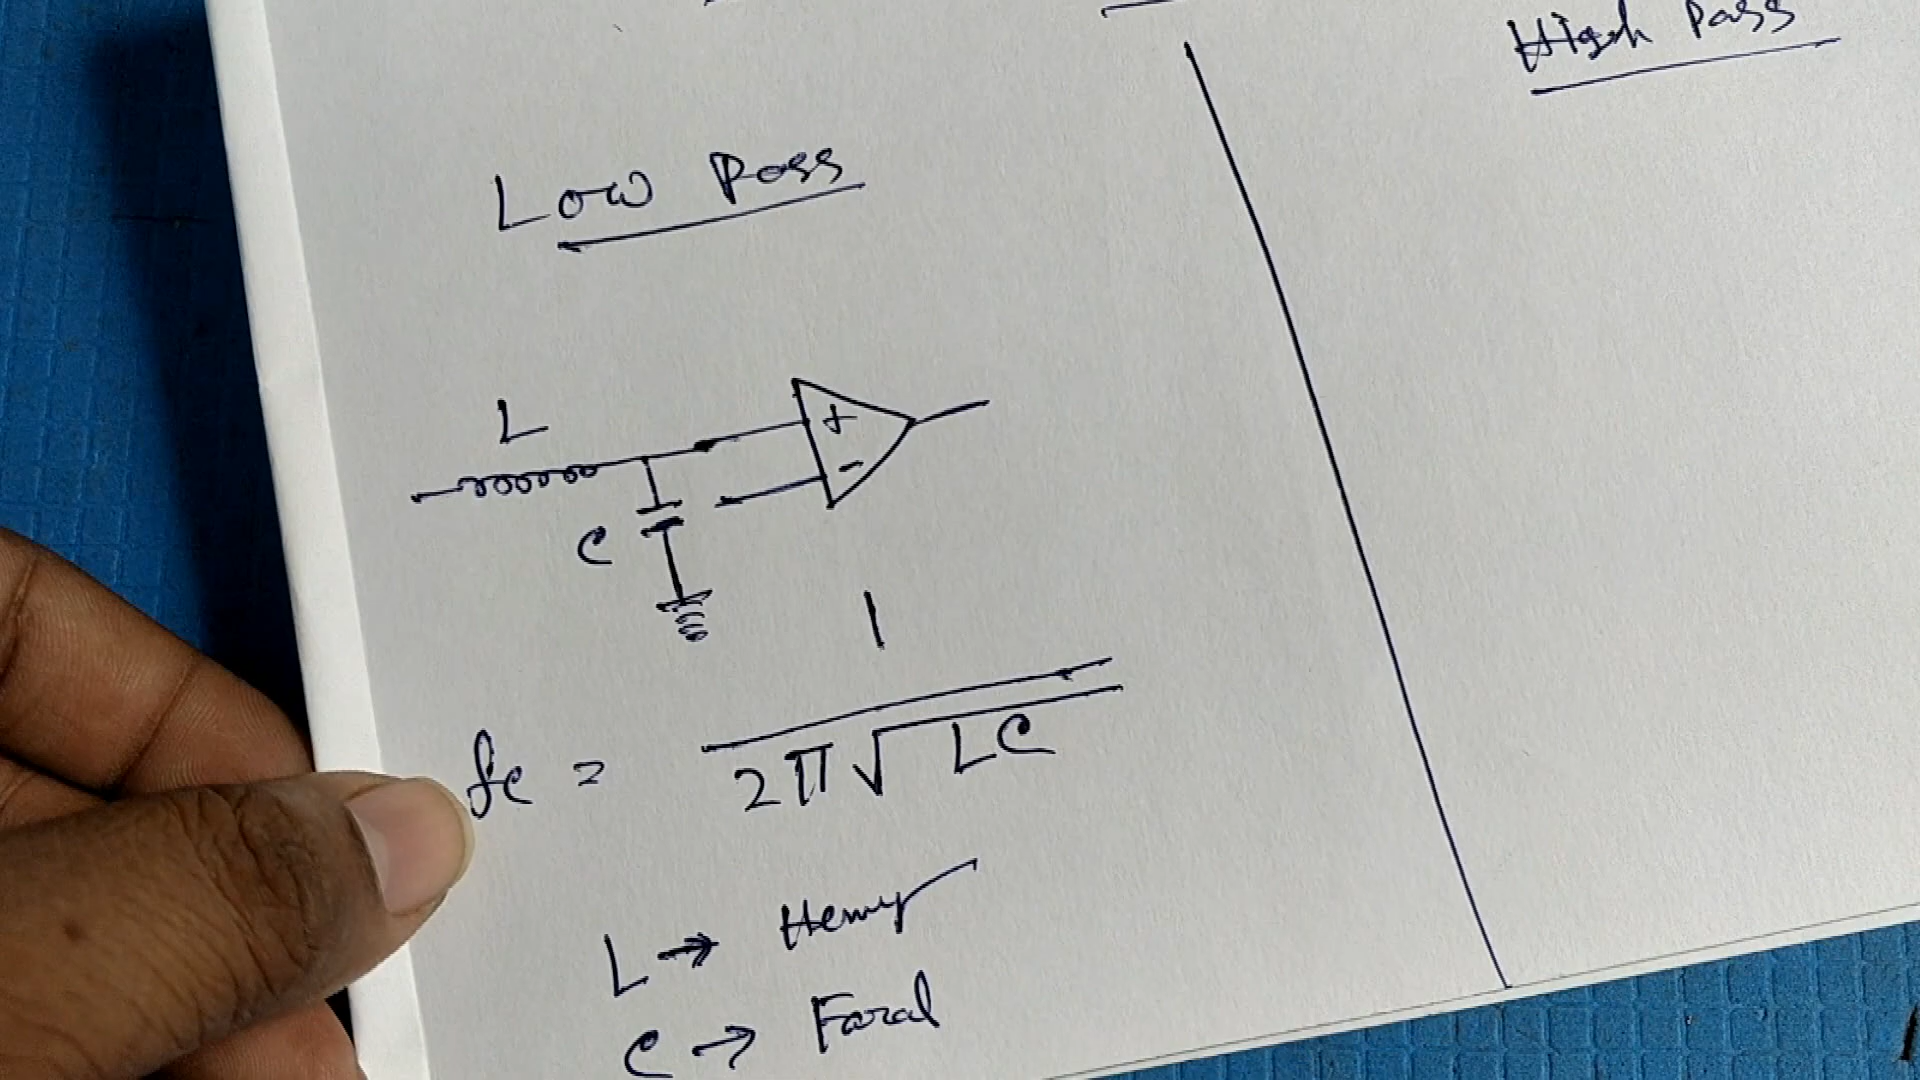 High Pass
Low Pass
L
+
-
C
fc = 1 / 2π√LC
L → Henry
C → Farad